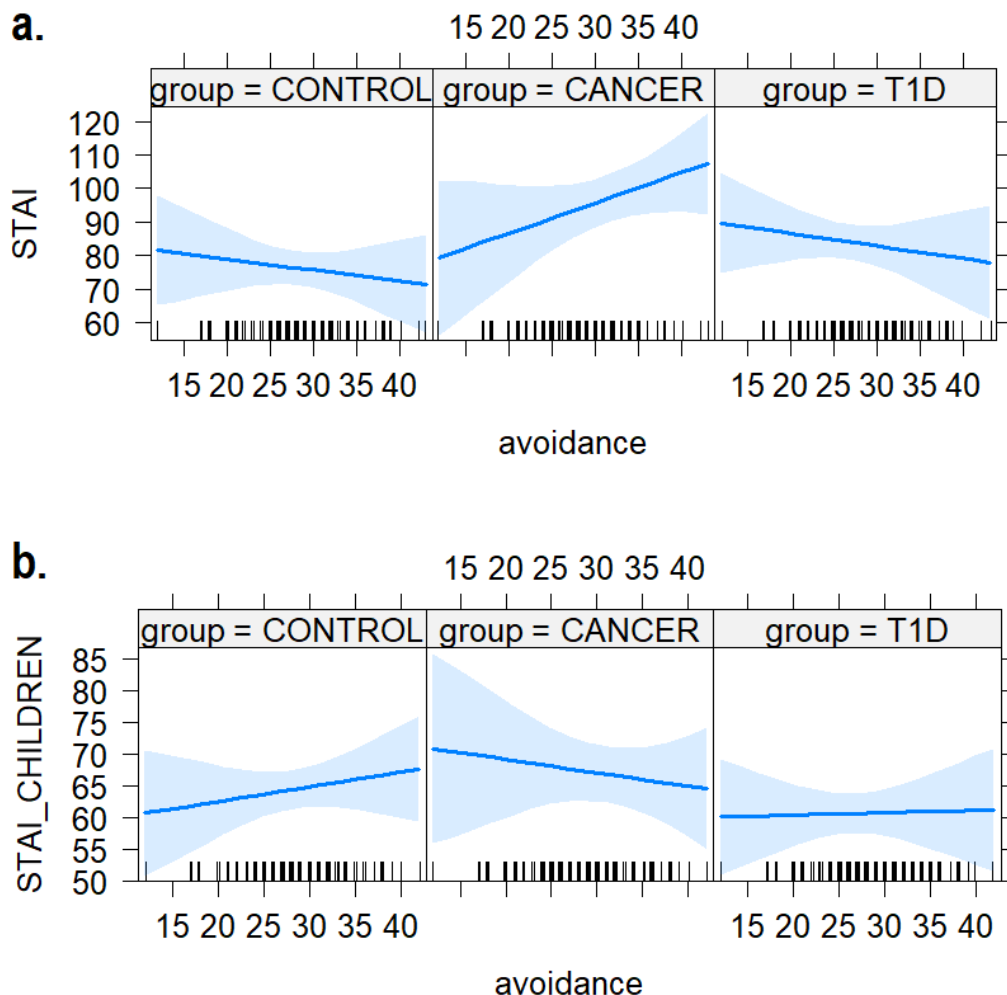 a.
15 20 25 30 35 40
group = CONTROL group = CANCER group = T1D
120
110
100
90
80
70
60
STAI
15 20 25 30 35 40 15 20 25 30 35 40
avoidance
b.
15 20 25 30 35 40
group = CONTROL group = CANCER group = T1D
85
80
75
70
65
60
55
50
STAI_CHILDREN
15 20 25 30 35 40 15 20 25 30 35 40
avoidance